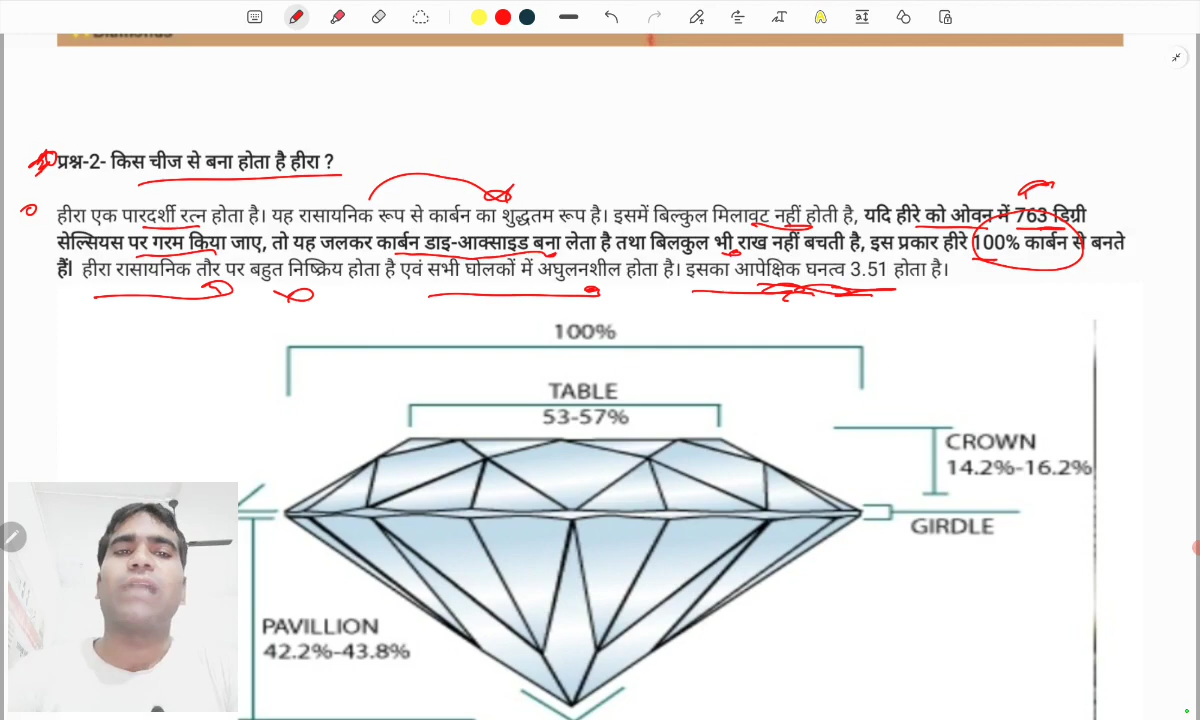 Diamonds
प्रश्न-2- किस चीज से बना होता है हीरा ?
हीरा एक पारदर्शी रत्न होता है। यह रासायनिक रूप से कार्बन का शुद्धतम रूप है। इसमें बिल्कुल मिलावट नहीं होती है, यदि हीरे को ओवन में 763 डिग्री
सेल्सियस पर गरम किया जाए, तो यह जलकर कार्बन डाइ-आक्साइड बना लेता है तथा बिलकुल भी राख नहीं बचती है, इस प्रकार हीरे 100% कार्बन से बनते
हैं। हीरा रासायनिक तौर पर बहुत निष्क्रिय होता है एवं सभी घोलकों में अघुलनशील होता है। इसका आपेक्षिक घनत्व 3.51 होता है।
100%
TABLE
53-57%
CROWN
14.2%-16.2%
GIRDLE
PAVILLION
42.2%-43.8%